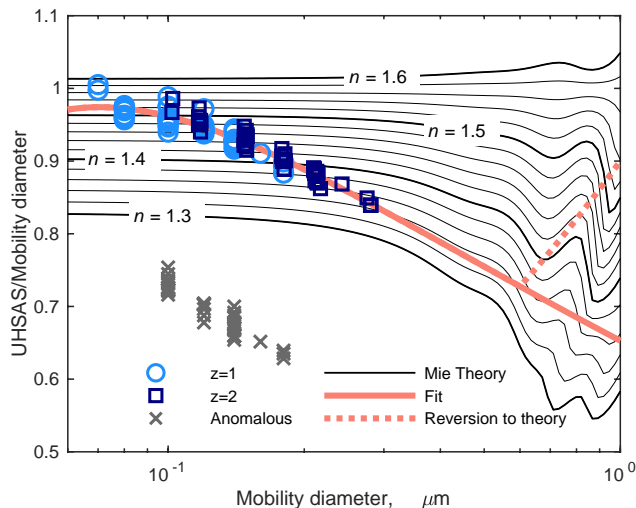 1.1
1
0.9
0.8
0.7
0.6
0.5
UHSAS/Mobility diameter
n = 1.6
n = 1.5
n = 1.4
n = 1.3
z=1
z=2
Anomalous
Mie Theory
Fit
Reversion to theory
10⁻¹
10⁰
Mobility diameter, μm